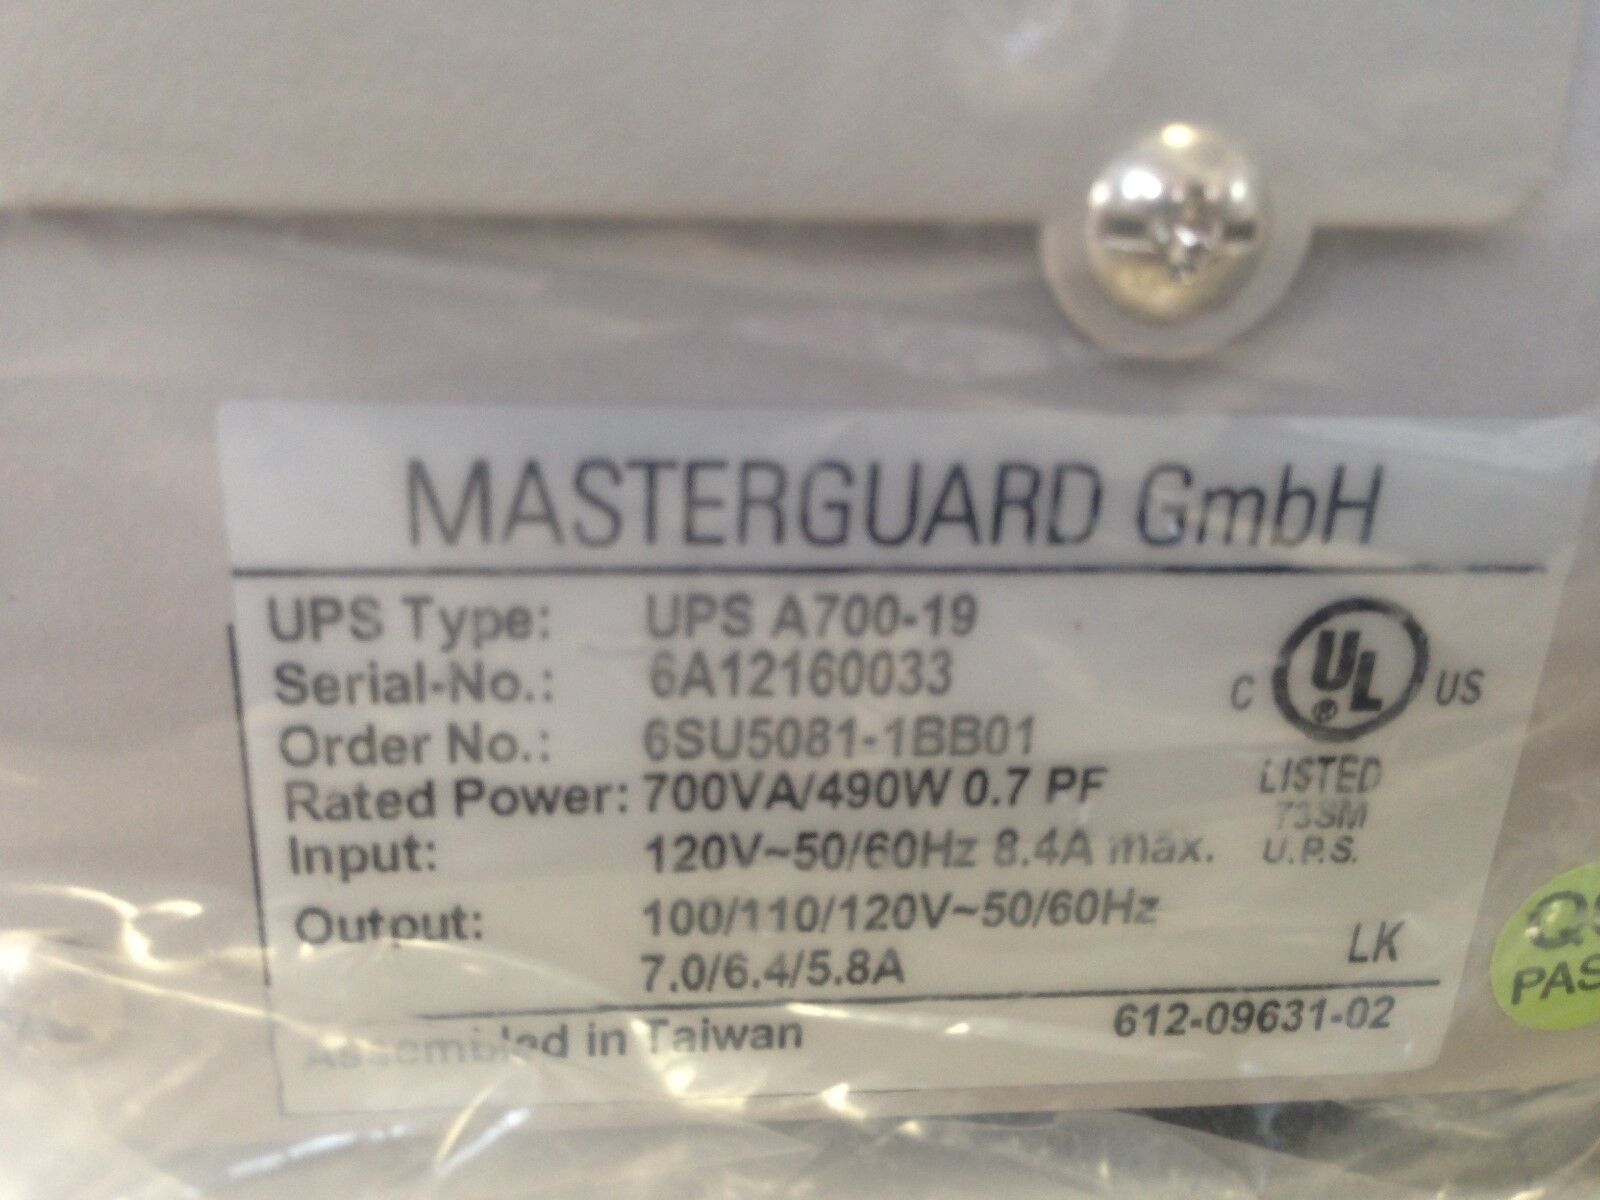 MASTERGUARD GmbH
UPS Type: UPS A700-19
Serial-No.: 6A12160033
Order No.: 6SU5081-1BB01
Rated Power: 700VA/490W 0.7 PF
Input: 120V~50/60Hz 8.4A max.
Output: 100/110/120V~50/60Hz
7.0/6.4/5.8A
C UL® US
LISTED
73SM
U.P.S.
LK
Assembled in Taiwan 612-09631-02
PAS